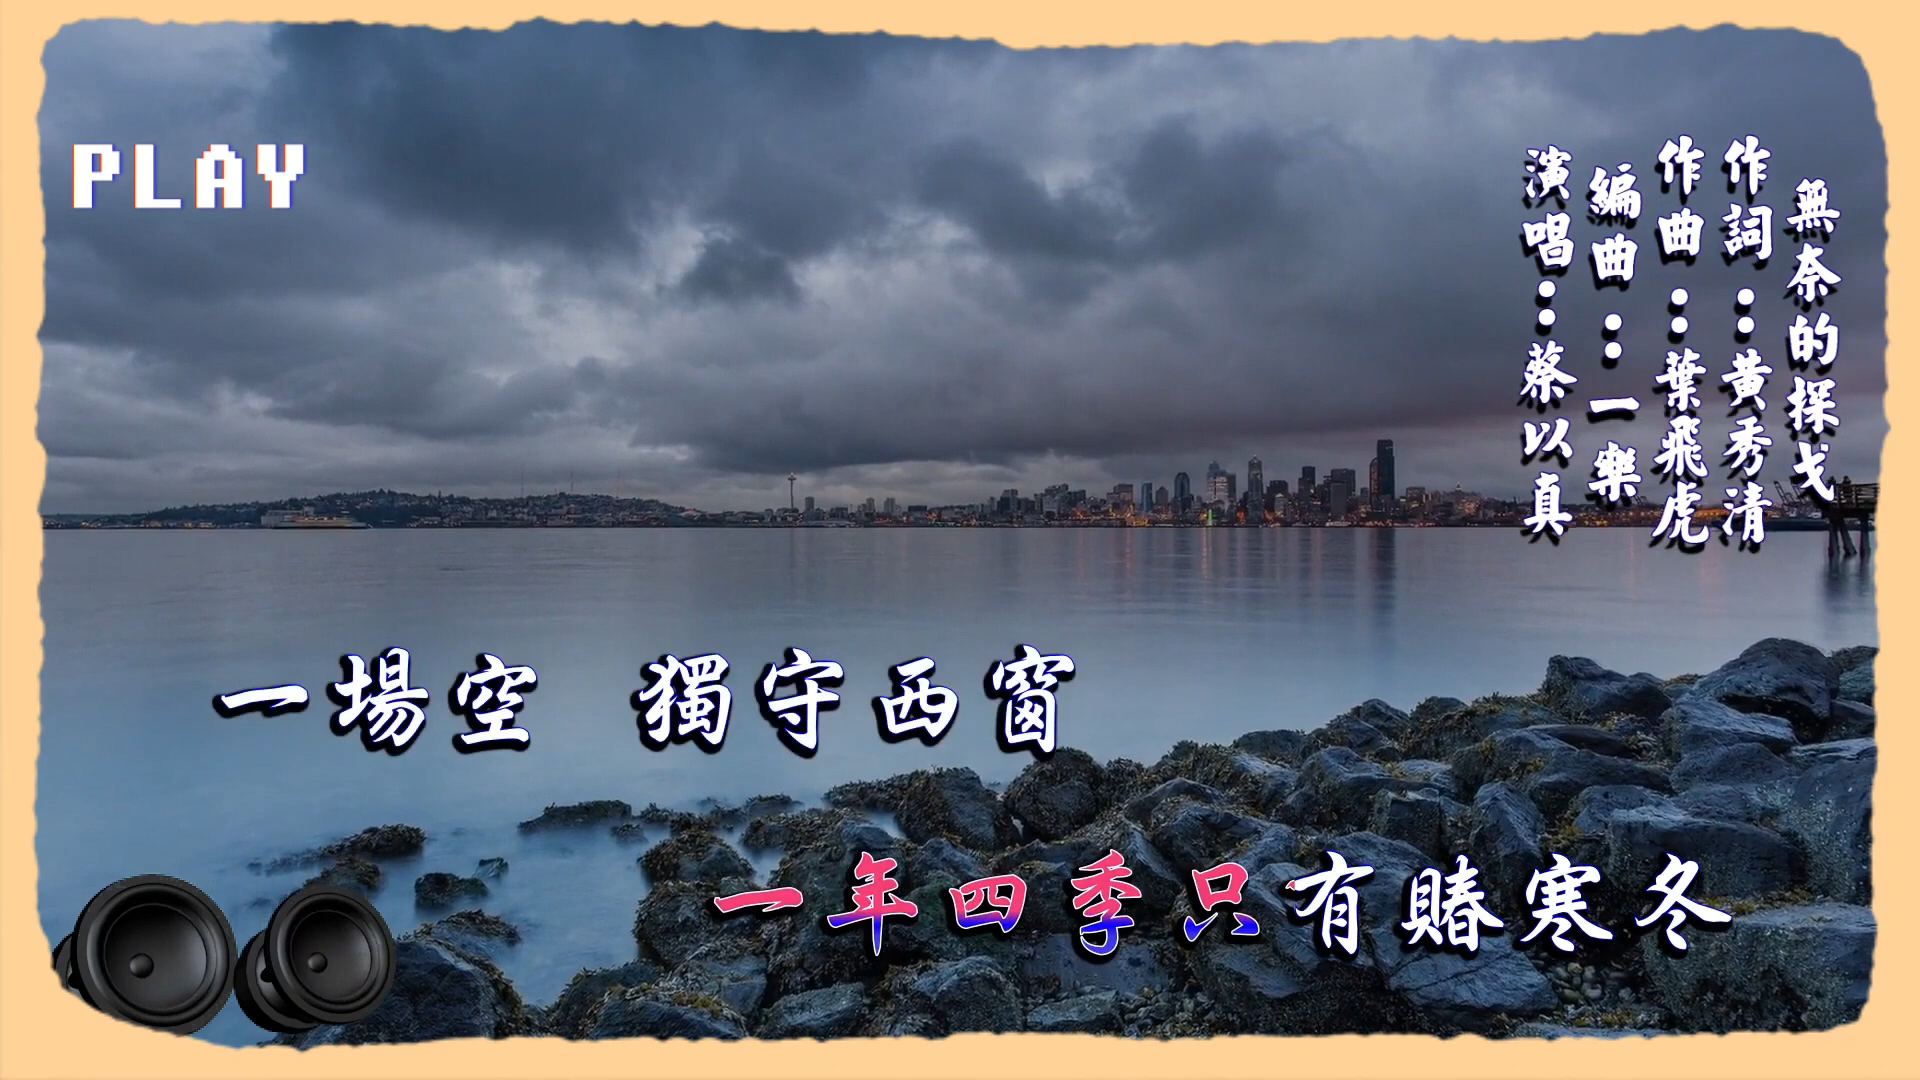 PLAY
無奈的探戈
作詞：黃秀清
作曲：葉飛虎
編曲：一樂
演唱：蔡以真
一場空 獨守西窗
一年四季只有賰寒冬